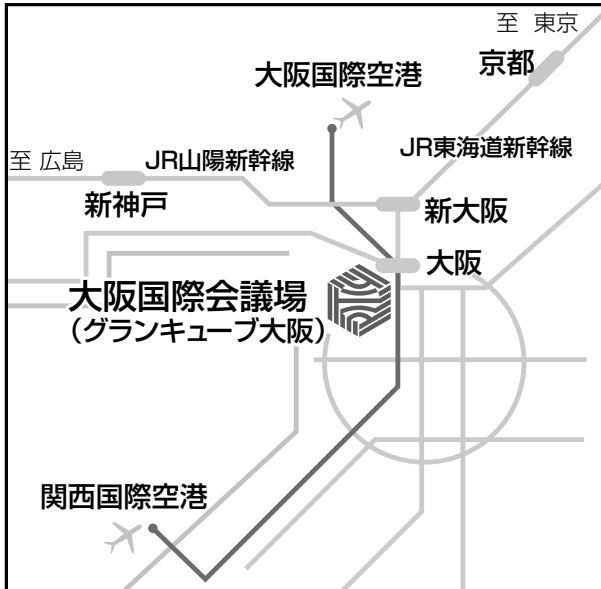 至 東京
大阪国際空港
京都
至 広島
JR山陽新幹線
JR東海道新幹線
新神戸
新大阪
大阪
大阪国際会議場
（グランキューブ大阪）
関西国際空港